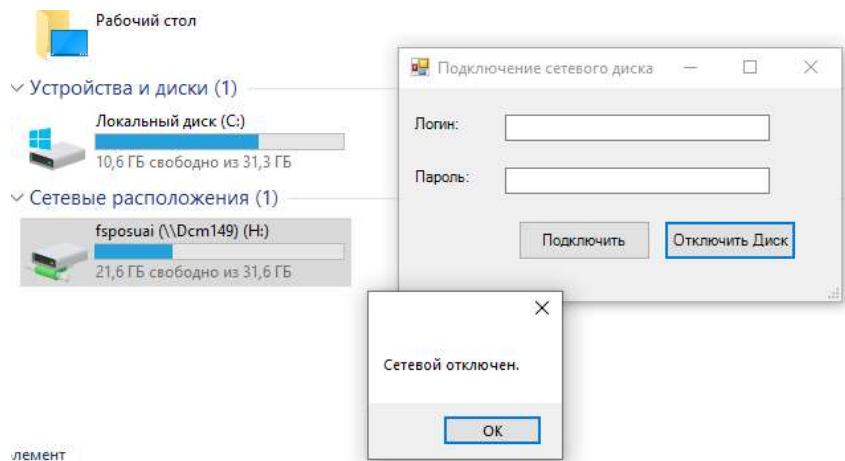 Рабочий стол
Устройства и диски (1)
Локальный диск (C:)
10,6 ГБ свободно из 31,3 ГБ
Сетевые расположения (1)
fsposuai (\\Dcm149) (H:)
21,6 ГБ свободно из 31,6 ГБ
Подключение сетевого диска
Логин:
Пароль:
Подключить
Отключить Диск
Сетевой отключен.
OK
лемент